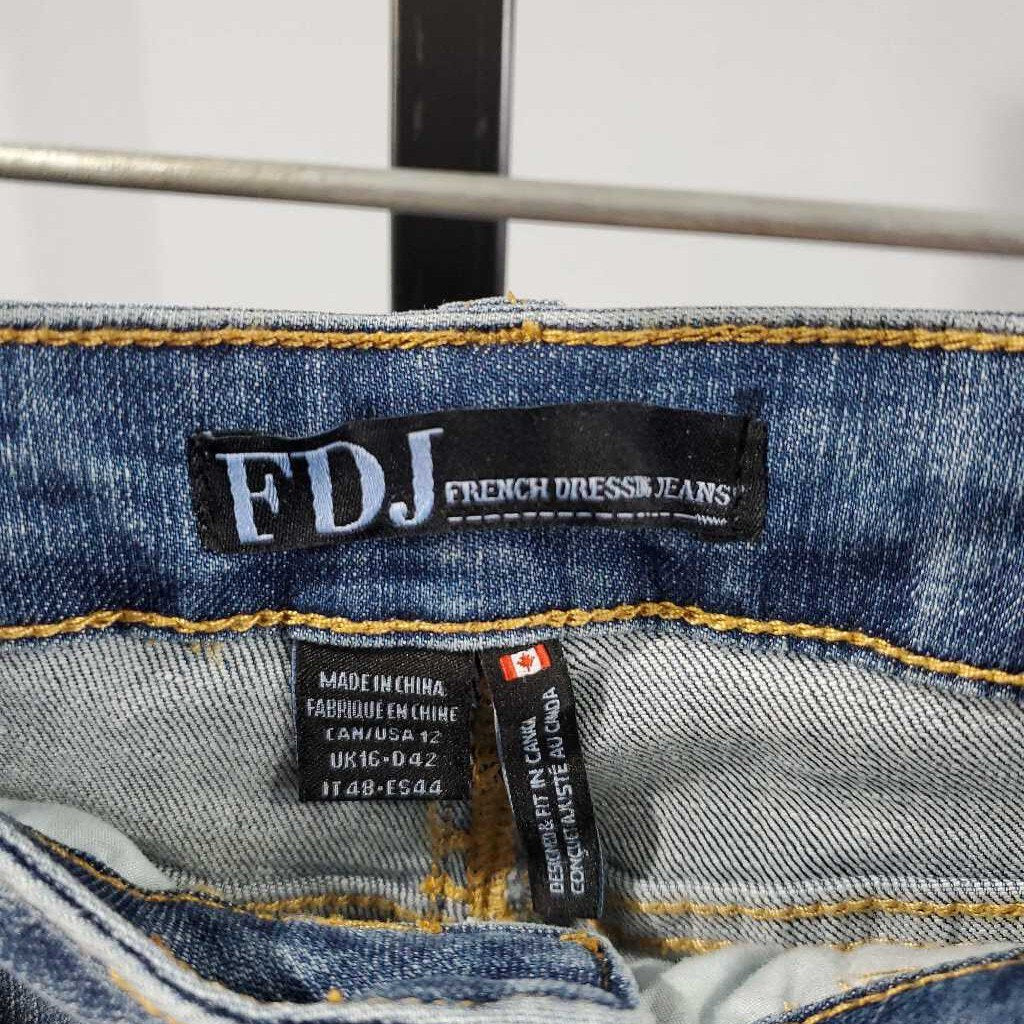 FDJ FRENCH DRESSING JEANS
MADE IN CHINA
FABRIQUE EN CHINE
CAN/USA 12
UK16-D42
IT48-ES44
DESIGNED & FIT IN CANADA
CONÇU ET AJUSTÉ AU CANADA